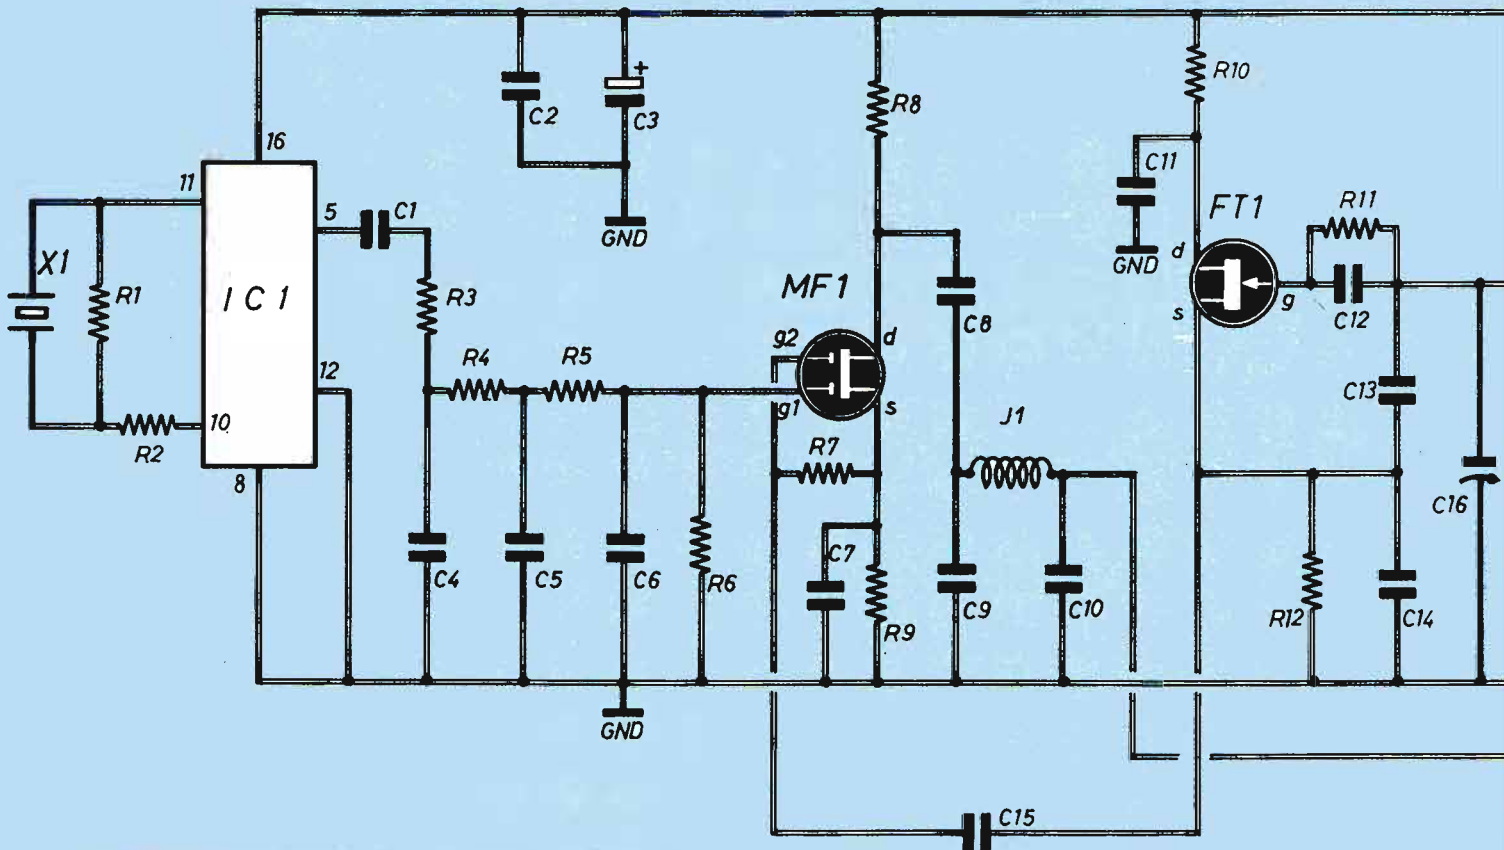 R10
R8
+
C2
C3
16
C11
11
5
C1
FT1
R11
GND
d
GND
X1
R1
IC1
R3
MF1
g
s
C8
C12
g2
d
R4
R5
12
C13
g1
s
J1
10
R2
R7
8
C16
C7
C4
C5
C6
R6
C9
C10
R12
C14
R9
GND
C15